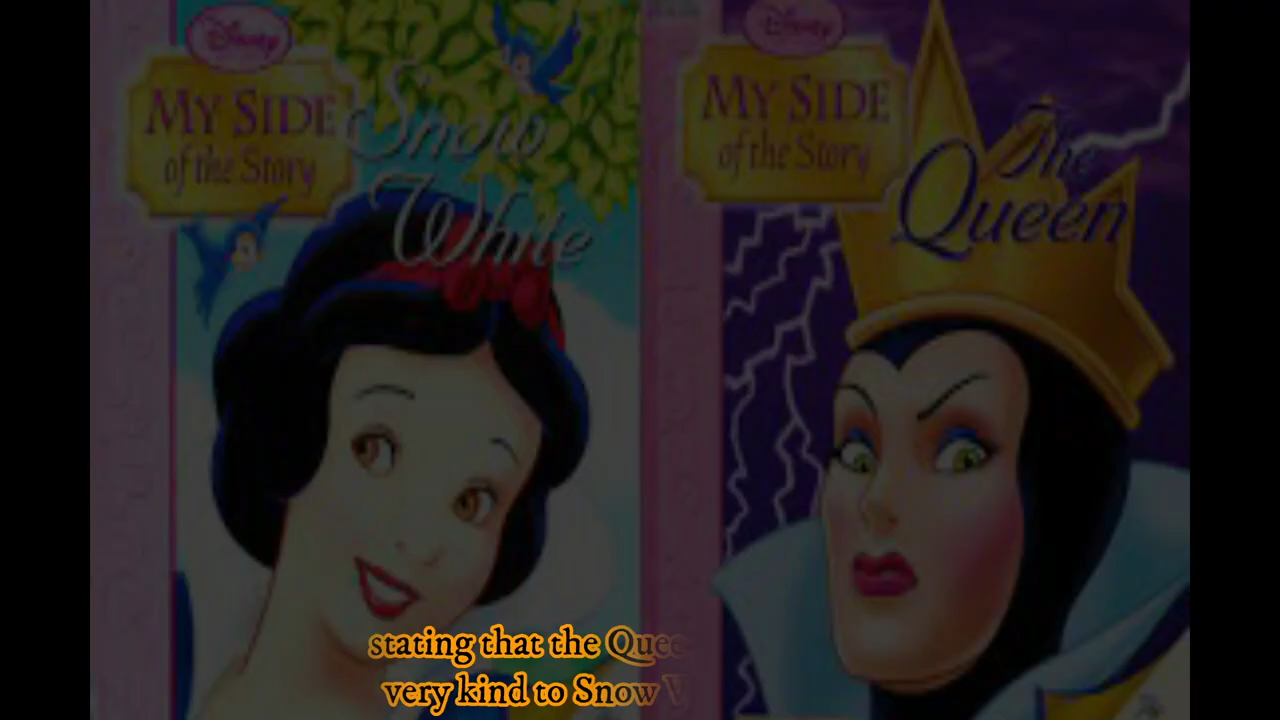 Disney
MY SIDE
of the Story
Snow
White
Disney
MY SIDE
of the Story
The
Queen
stating that the Quee
very kind to Snow